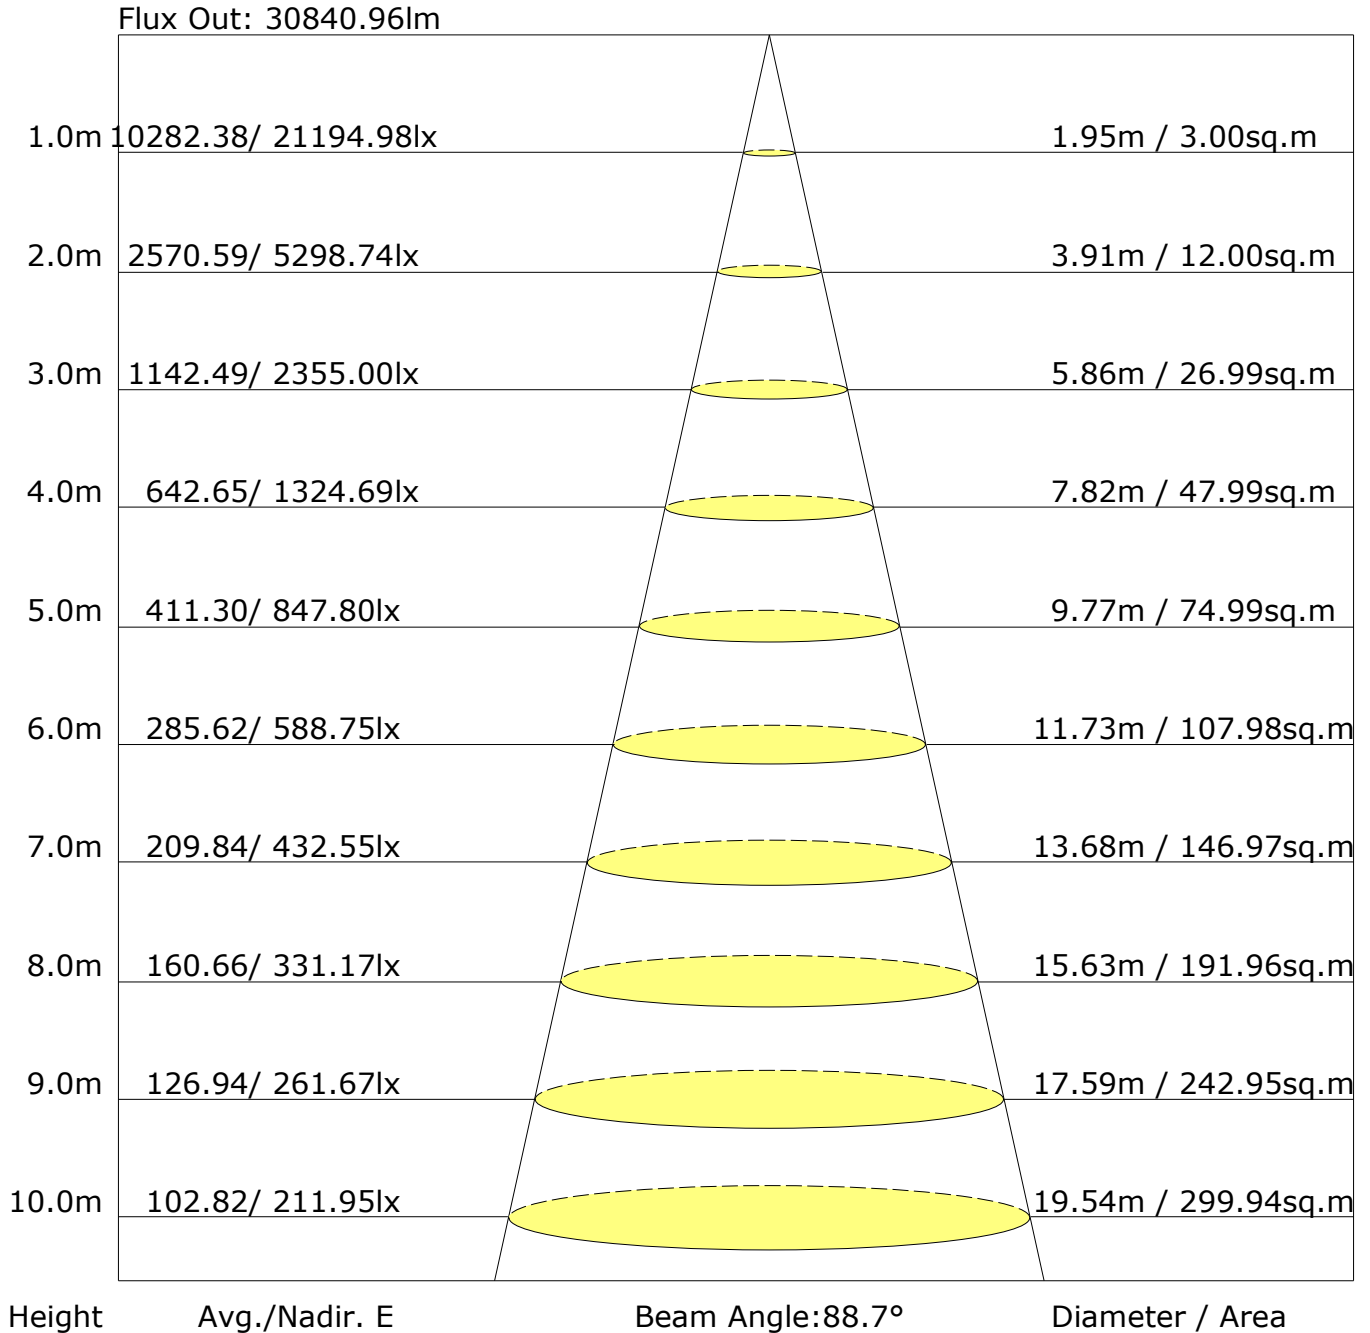 Flux Out: 30840.96lm
1.0m 10282.38/ 21194.98lx 1.95m / 3.00sq.m
2.0m 2570.59/ 5298.74lx 3.91m / 12.00sq.m
3.0m 1142.49/ 2355.00lx 5.86m / 26.99sq.m
4.0m 642.65/ 1324.69lx 7.82m / 47.99sq.m
5.0m 411.30/ 847.80lx 9.77m / 74.99sq.m
6.0m 285.62/ 588.75lx 11.73m / 107.98sq.m
7.0m 209.84/ 432.55lx 13.68m / 146.97sq.m
8.0m 160.66/ 331.17lx 15.63m / 191.96sq.m
9.0m 126.94/ 261.67lx 17.59m / 242.95sq.m
10.0m 102.82/ 211.95lx 19.54m / 299.94sq.m
Height Avg./Nadir. E Beam Angle:88.7° Diameter / Area